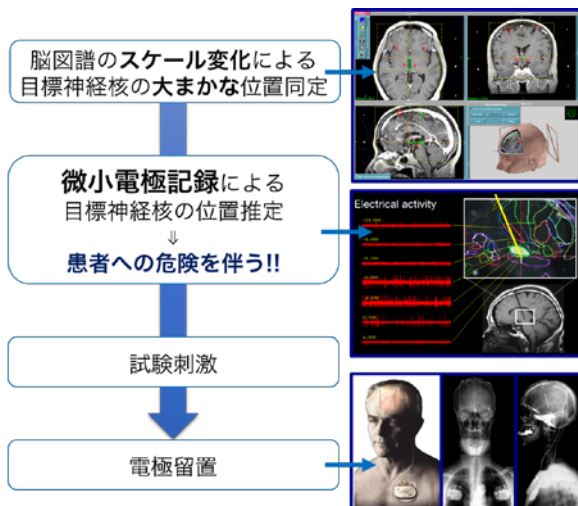 脳図譜のスケール変化による
目標神経核の大まかな位置同定
微小電極記録による
目標神経核の位置推定
⇓
患者への危険を伴う!!
Electrical activity
試験刺激
電極留置